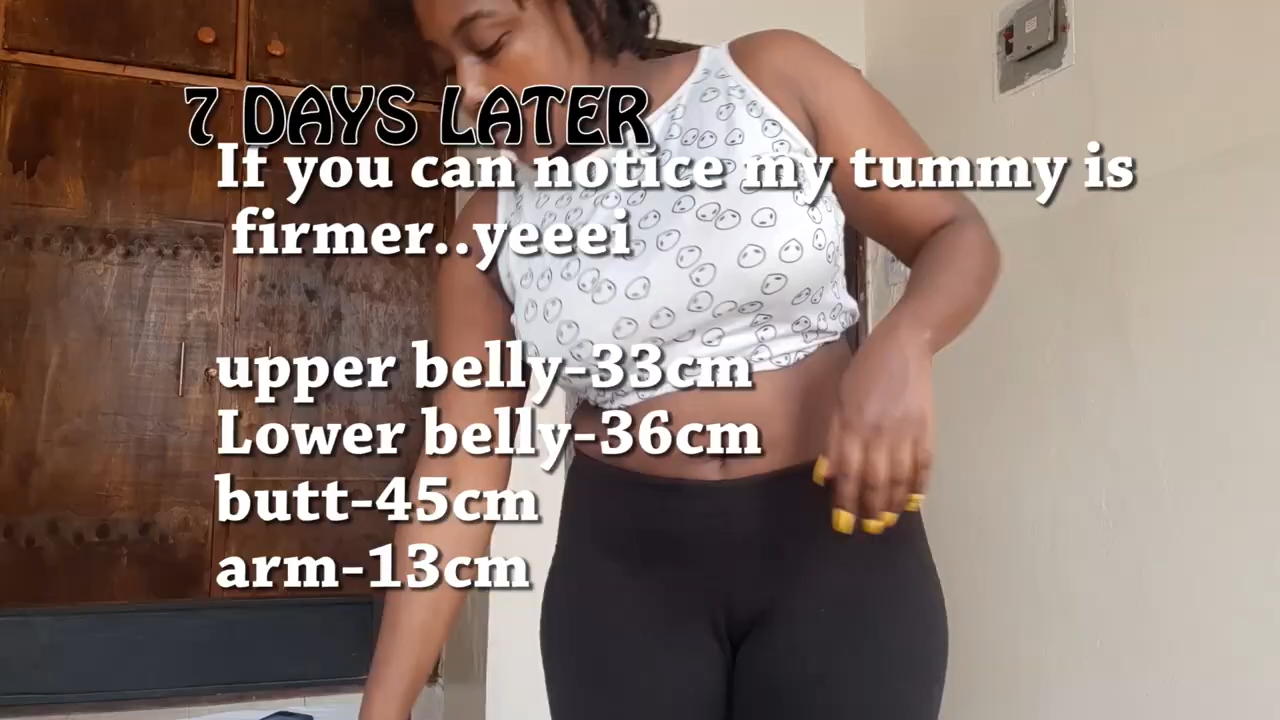 7 DAYS LATER
If you can notice my tummy is
firmer..yeeei
upper belly-33cm
Lower belly-36cm
butt-45cm
arm-13cm